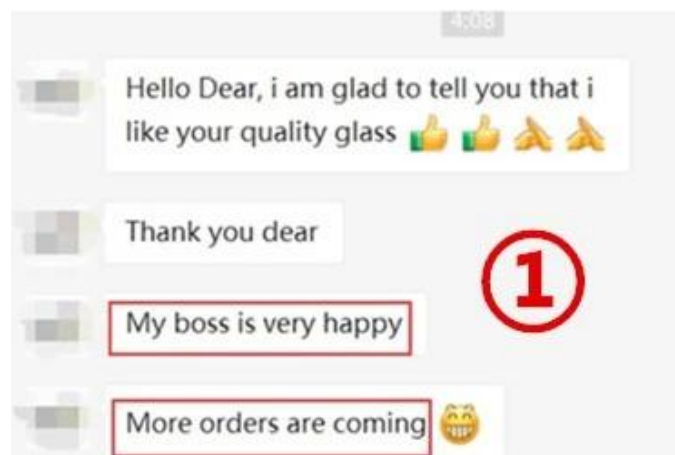 4:08
Hello Dear, i am glad to tell you that i
like your quality glass 👍 👍 🙏 🙏
Thank you dear
My boss is very happy
More orders are coming 😁
1